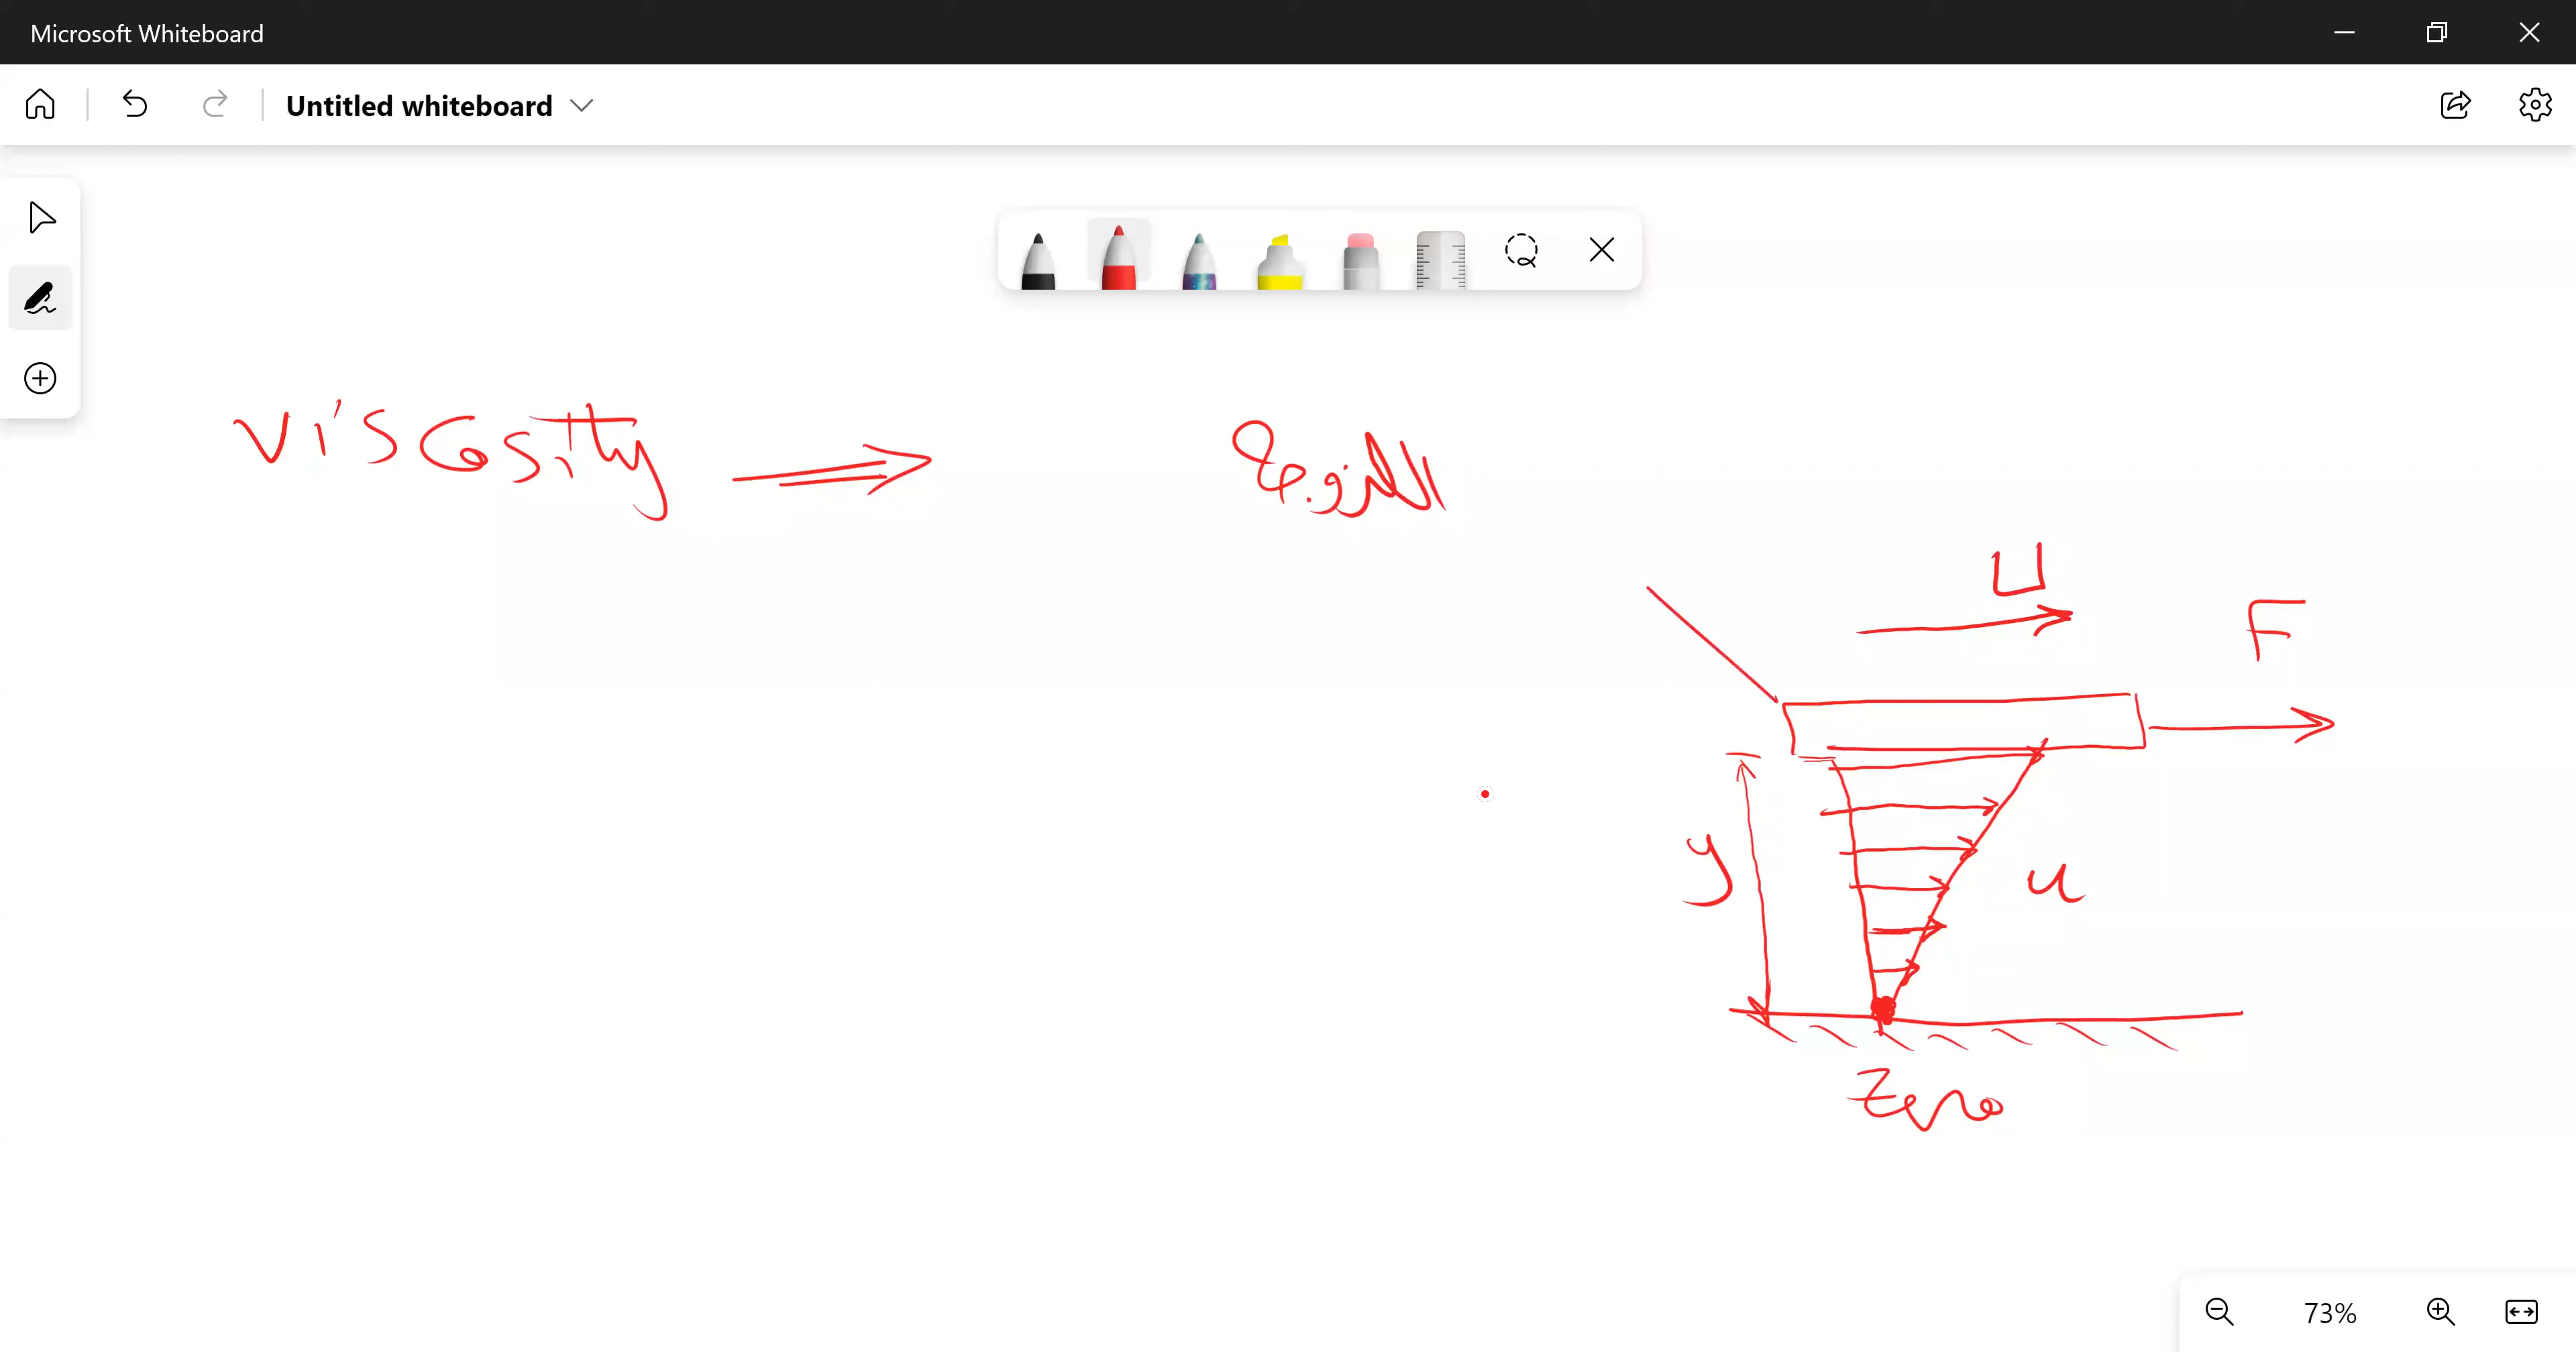 Microsoft Whiteboard
Untitled whiteboard
viscosity ⇒ اللزوجة
U
F
y
u
Zero
73%